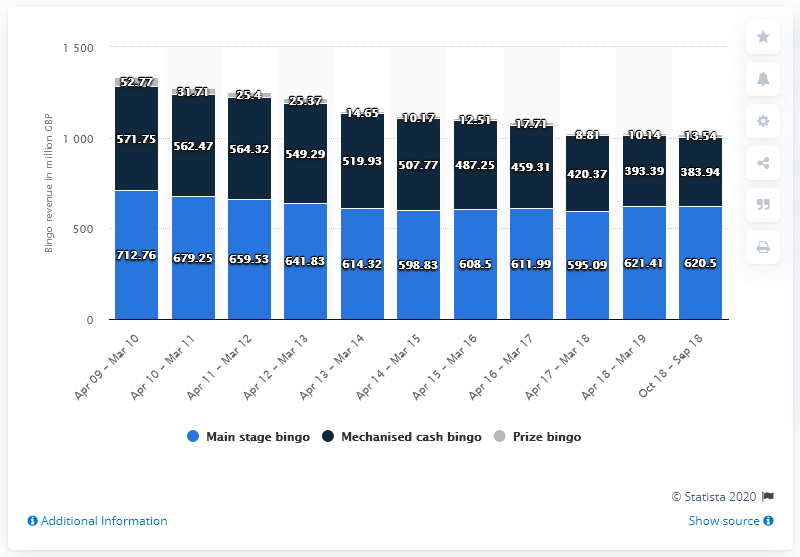 Bingo revenue in million GBP
1 500
1 000
500
0
52.77 31.71 25.4 25.37 14.65 10.17 12.51 17.71 8.81 10.14 13.54
571.75 562.47 564.32 549.29 519.93 507.77 487.25 459.31 420.37 393.39 383.94
712.76 679.25 659.53 641.83 614.32 598.83 608.5 611.99 595.09 621.41 620.5
Apr 09 – Mar 10 Apr 10 – Mar 11 Apr 11 – Mar 12 Apr 12 – Mar 13 Apr 13 – Mar 14 Apr 14 – Mar 15 Apr 15 – Mar 16 Apr 16 – Mar 17 Apr 17 – Mar 18 Apr 18 – Mar 19 Oct 18 – Sep 18
Main stage bingo Mechanised cash bingo Prize bingo
© Statista 2020
Additional Information Show source